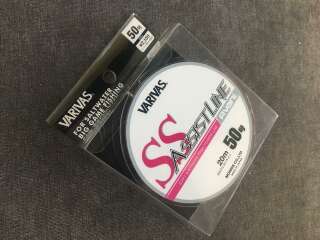 50号
VARIVAS
FOR SALTWATER
BIG GAME FISHING
VARIVAS
SS
ASSIST LINE
20m 50号